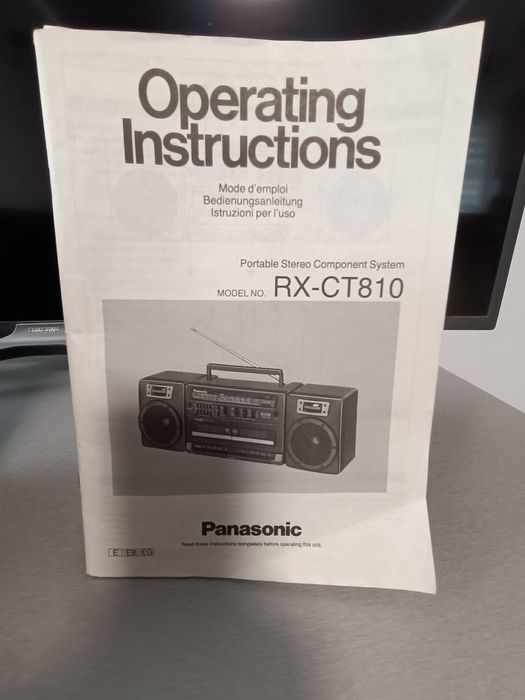 Operating
Instructions
Mode d'emploi
Bedienungsanleitung
Istruzioni per l'uso
Portable Stereo Component System
MODEL NO. RX-CT810
Panasonic
Read these instructions completely before operating this unit.
E EB EG